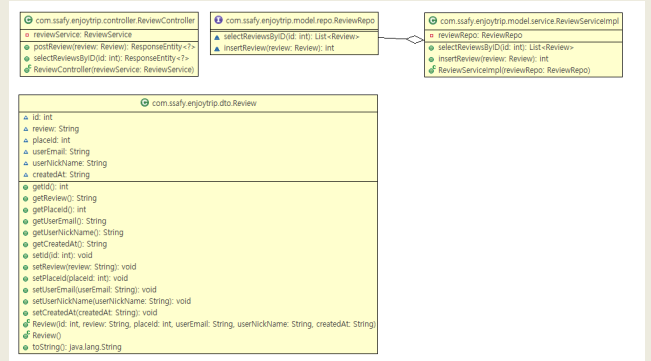 com.ssafy.enjoytrip.controller.ReviewController
reviewService: ReviewService
postReview(review: Review): ResponseEntity<?>
selectReviewsByID(id: int): ResponseEntity<?>
ReviewController(reviewService: ReviewService)
com.ssafy.enjoytrip.model.repo.ReviewRepo
selectReviewsByID(id: int): List<Review>
insertReview(review: Review): int
com.ssafy.enjoytrip.model.service.ReviewServiceImpl
reviewRepo: ReviewRepo
selectReviewsByID(id: int): List<Review>
insertReview(review: Review): int
ReviewServiceImpl(reviewRepo: ReviewRepo)
com.ssafy.enjoytrip.dto.Review
id: int
review: String
placeId: int
userEmail: String
userNickName: String
createdAt: String
getId(): int
getReview(): String
getPlaceId(): int
getUserEmail(): String
getUserNickName(): String
getCreatedAt(): String
setId(id: int): void
setReview(review: String): void
setPlaceId(placeId: int): void
setUserEmail(userEmail: String): void
setUserNickName(userNickName: String): void
setCreatedAt(createdAt: String): void
Review(id: int, review: String, placeId: int, userEmail: String, userNickName: String, createdAt: String)
Review()
toString(): java.lang.String